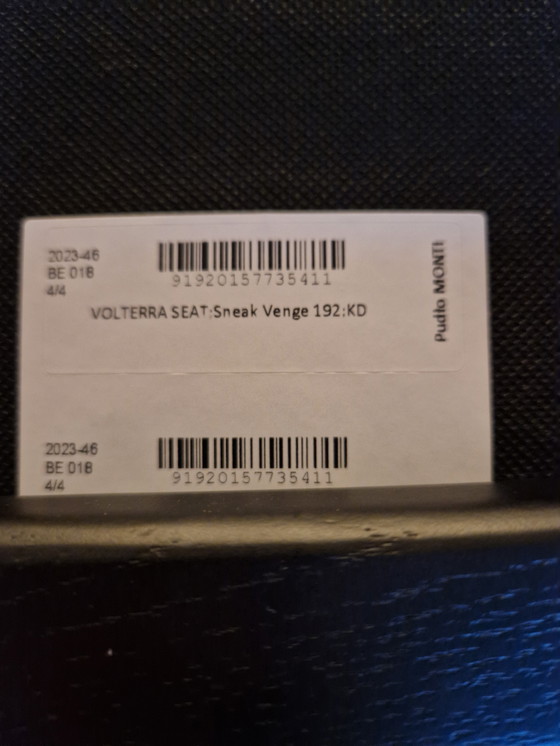 2023-46
BE 018
4/4
91920157735411
VOLTERRA SEAT:Sneak Venge 192:KD
Pudło MONTI
2023-46
BE 018
4/4
91920157735411